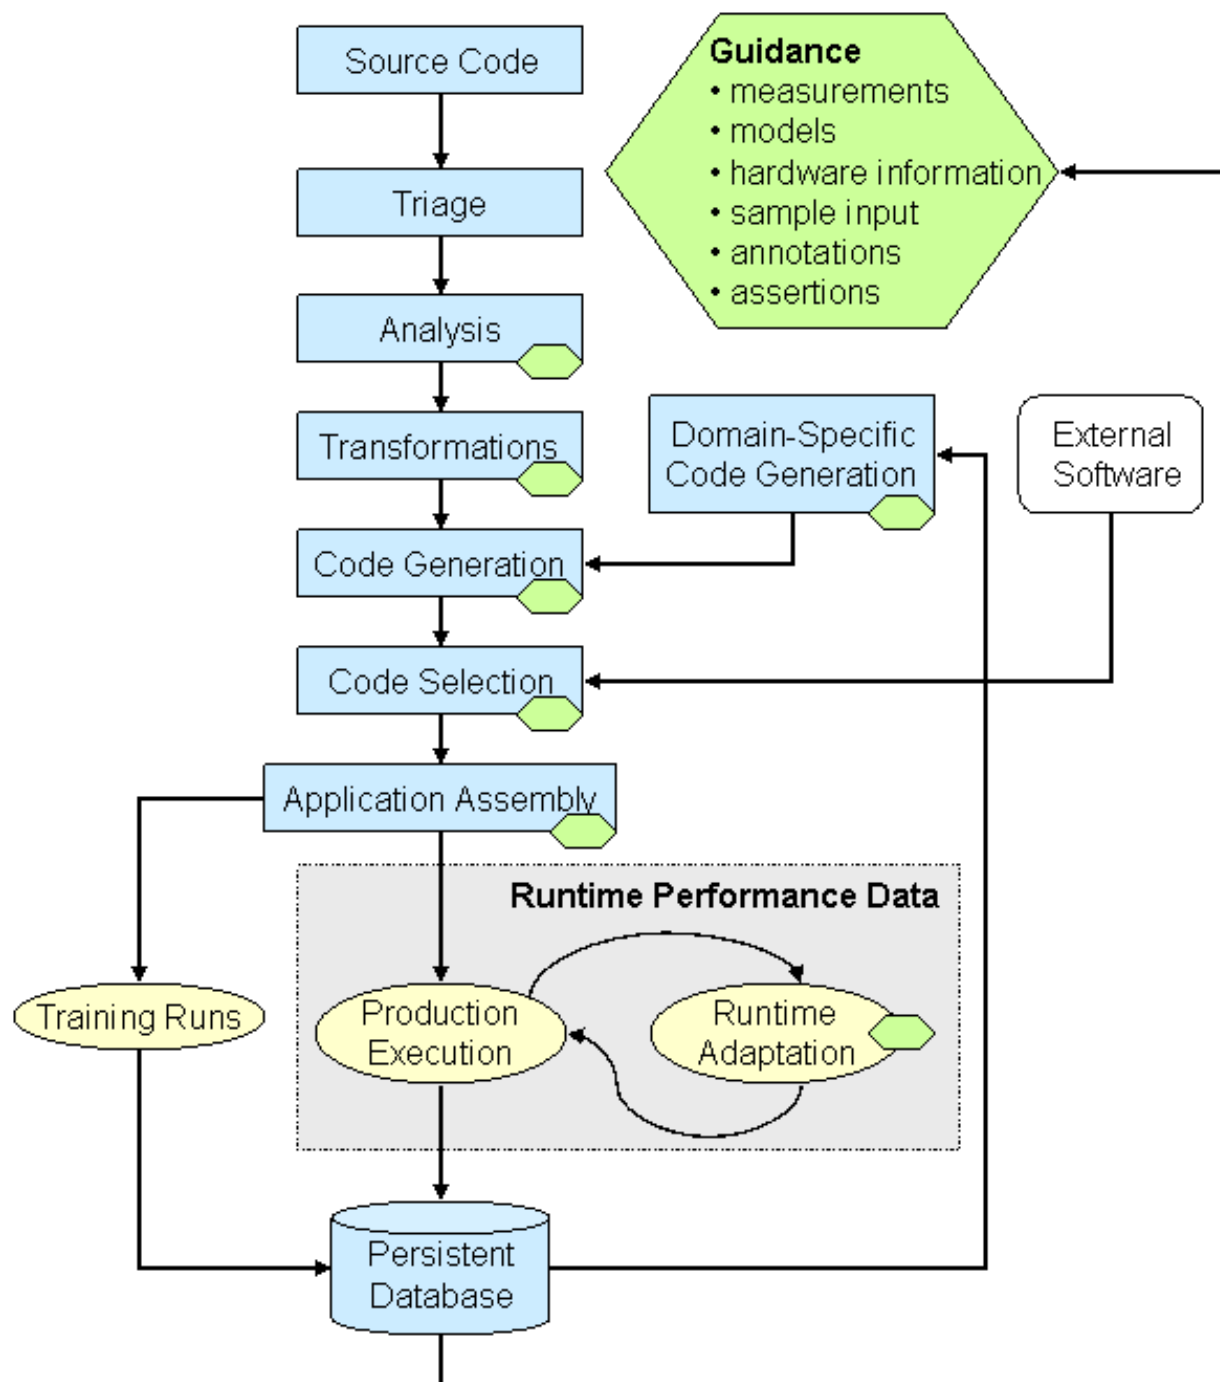 Source Code
Guidance
• measurements
• models
• hardware information
• sample input
• annotations
• assertions
Triage
Analysis
Transformations
Domain-Specific
Code Generation
External
Software
Code Generation
Code Selection
Application Assembly
Runtime Performance Data
Training Runs
Production
Execution
Runtime
Adaptation
Persistent
Database